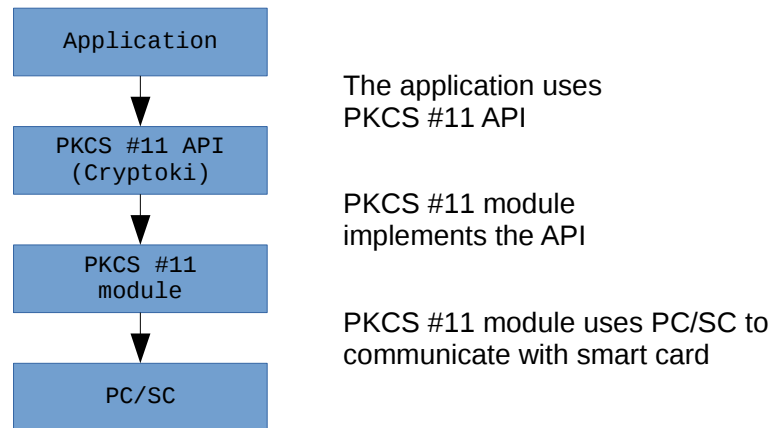 Application
The application uses
PKCS #11 API
PKCS #11 API
(Cryptoki)
PKCS #11 module
implements the API
PKCS #11
module
PKCS #11 module uses PC/SC to
communicate with smart card
PC/SC